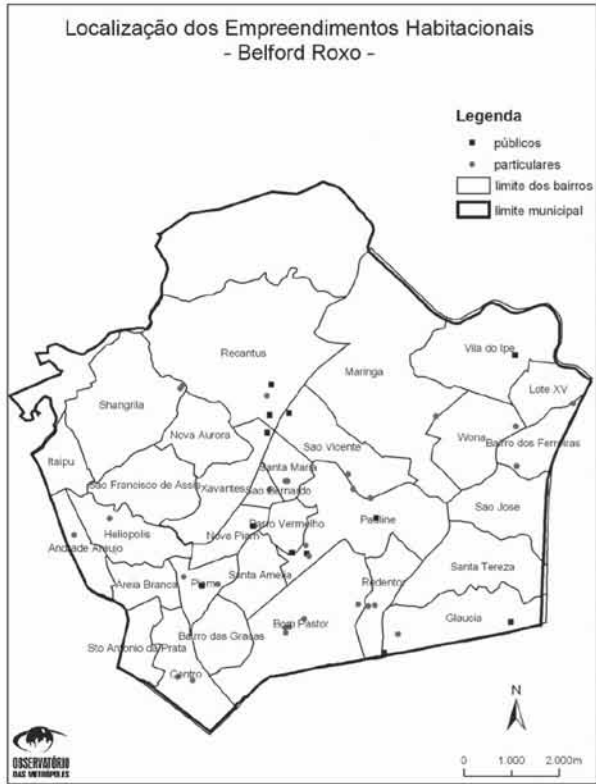 Localização dos Empreendimentos Habitacionais
- Belford Roxo -
Legenda
públicos
particulares
limite dos bairros
limite municipal
Recantus
Vila do Ipe
Maringa
Lote XV
Shangrila
Nova Aurora
Wona
Bairro dos Ferreiras
Sao Vicente
Itaipu
Santa Maria
Sao Francisco de Assis
Xavantes
Sao Bernardo
Sao Jose
Barro Vermelho
Pauline
Heliopolis
Nova Piam
Andrade Araujo
Santa Tereza
Areia Branca
Piam
Santa Amelia
Redentor
Glaucia
Bom Pastor
Bairro das Graças
Sto Antonio da Prata
Centro
N
OBSERVATÓRIO
DAS METRÓPOLES
0 1.000 2.000m